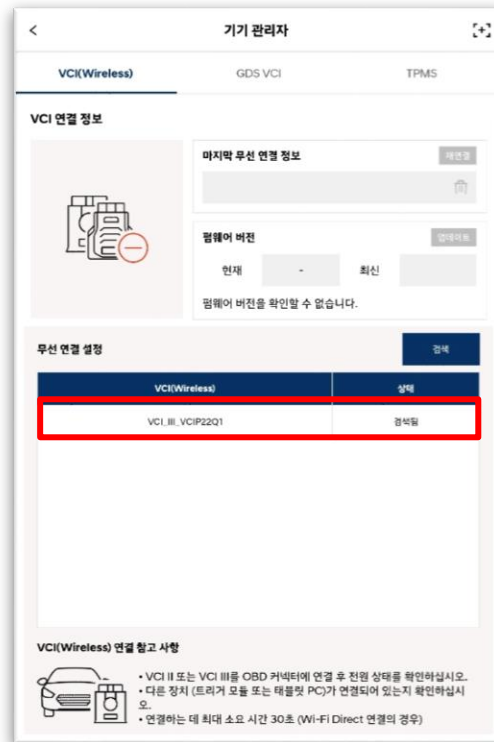 < 기기 관리자 [+]
VCI(Wireless) GDS VCI TPMS
VCI 연결 정보
마지막 무선 연결 정보 재연결
펌웨어 버전 업데이트
현재 - 최신
펌웨어 버전을 확인할 수 없습니다.
무선 연결 설정 검색
VCI(Wireless) 상태
VCI_III_VCIP22Q1 검색됨
VCI(Wireless) 연결 참고 사항
• VCI II 또는 VCI III를 OBD 커넥터에 연결 후 전원 상태를 확인하십시오.
• 다른 장치 (트리거 모듈 또는 태블릿 PC)가 연결되어 있는지 확인하십시
오.
• 연결하는 데 최대 소요 시간 30초 (Wi-Fi Direct 연결의 경우)